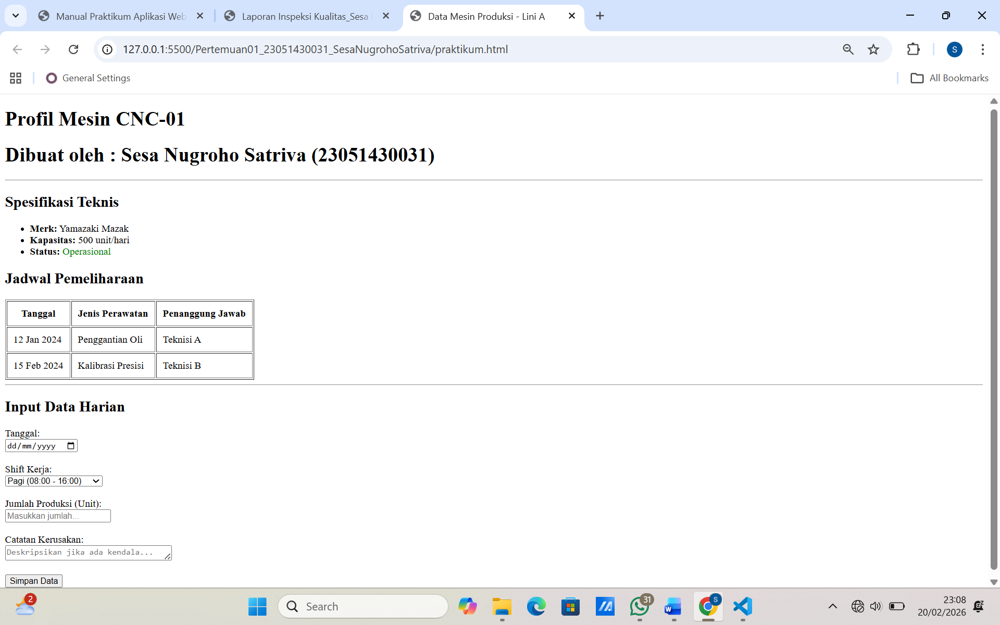 Manual Praktikum Aplikasi Web
Laporan Inspeksi Kualitas_Sesa
Data Mesin Produksi - Lini A
127.0.0.1:5500/Pertemuan01_23051430031_SesaNugrohoSatriva/praktikum.html
S
General Settings
All Bookmarks
Profil Mesin CNC-01
Dibuat oleh : Sesa Nugroho Satriva (23051430031)
Spesifikasi Teknis
• Merk: Yamazaki Mazak
• Kapasitas: 500 unit/hari
• Status: Operasional
Jadwal Pemeliharaan
Tanggal Jenis Perawatan Penanggung Jawab
12 Jan 2024 Penggantian Oli Teknisi A
15 Feb 2024 Kalibrasi Presisi Teknisi B
Input Data Harian
Tanggal:
dd/mm/yyyy
Shift Kerja:
Pagi (08:00 - 16:00)
Jumlah Produksi (Unit):
Masukkan jumlah...
Catatan Kerusakan:
Deskripsikan jika ada kendala...
Simpan Data
2
Search
31
W
S
23:08
20/02/2026